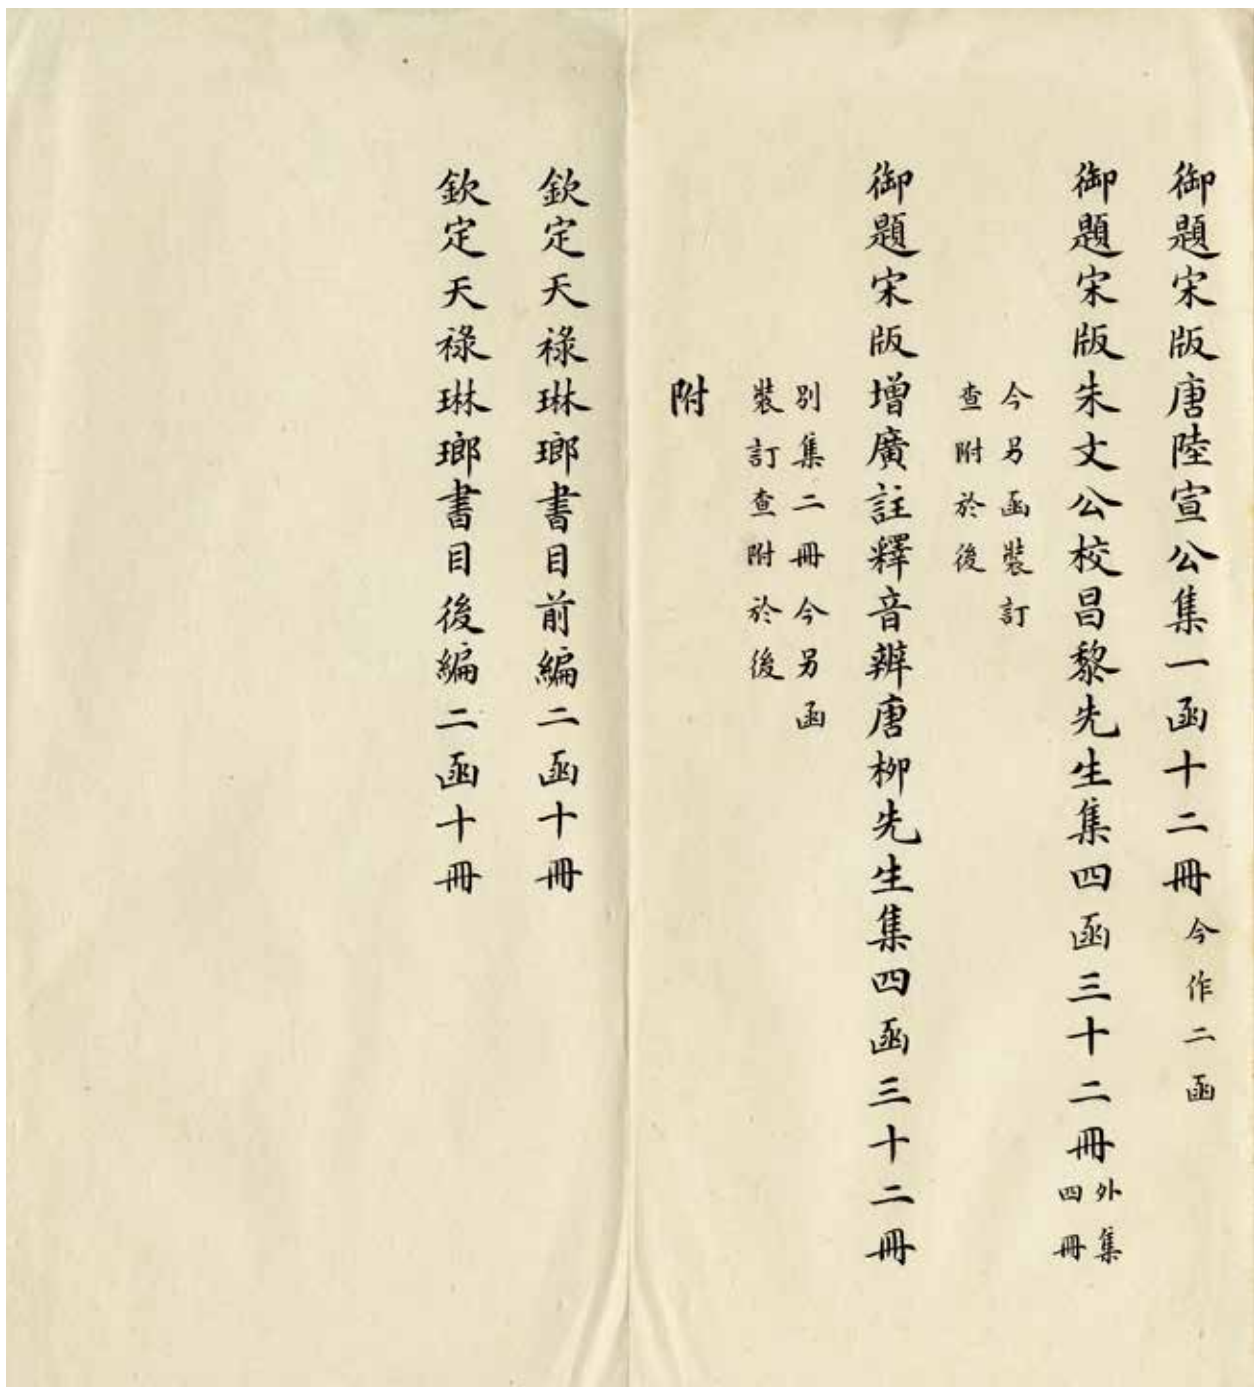 御題宋版唐陸宣公集一函十二冊今作二函
御題宋版朱文公校昌黎先生集四函三十二冊外集
四冊
今另函裝訂
查附於後
御題宋版增廣註釋音辨唐柳先生集四函三十二冊
別集二冊今另函
裝訂查附於後
附
欽定天祿琳瑯書目前編二函十冊
欽定天祿琳瑯書目後編二函十冊